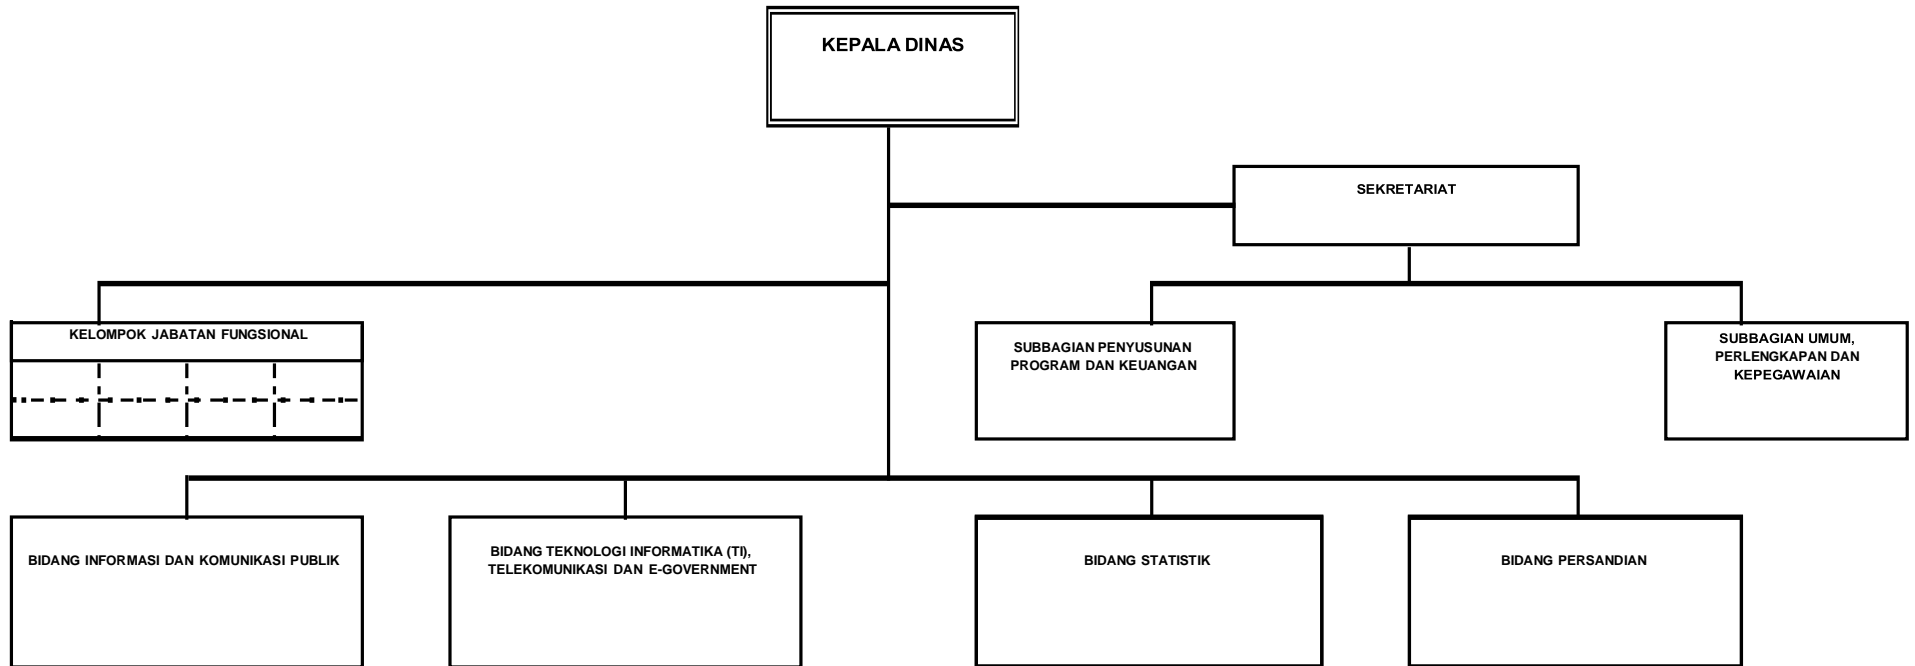 KEPALA DINAS
SEKRETARIAT
KELOMPOK JABATAN FUNGSIONAL
SUBBAGIAN PENYUSUNAN
PROGRAM DAN KEUANGAN
SUBBAGIAN UMUM,
PERLENGKAPAN DAN
KEPEGAWAIAN
BIDANG INFORMASI DAN KOMUNIKASI PUBLIK
BIDANG TEKNOLOGI INFORMATIKA (TI),
TELEKOMUNIKASI DAN E-GOVERNMENT
BIDANG STATISTIK
BIDANG PERSANDIAN